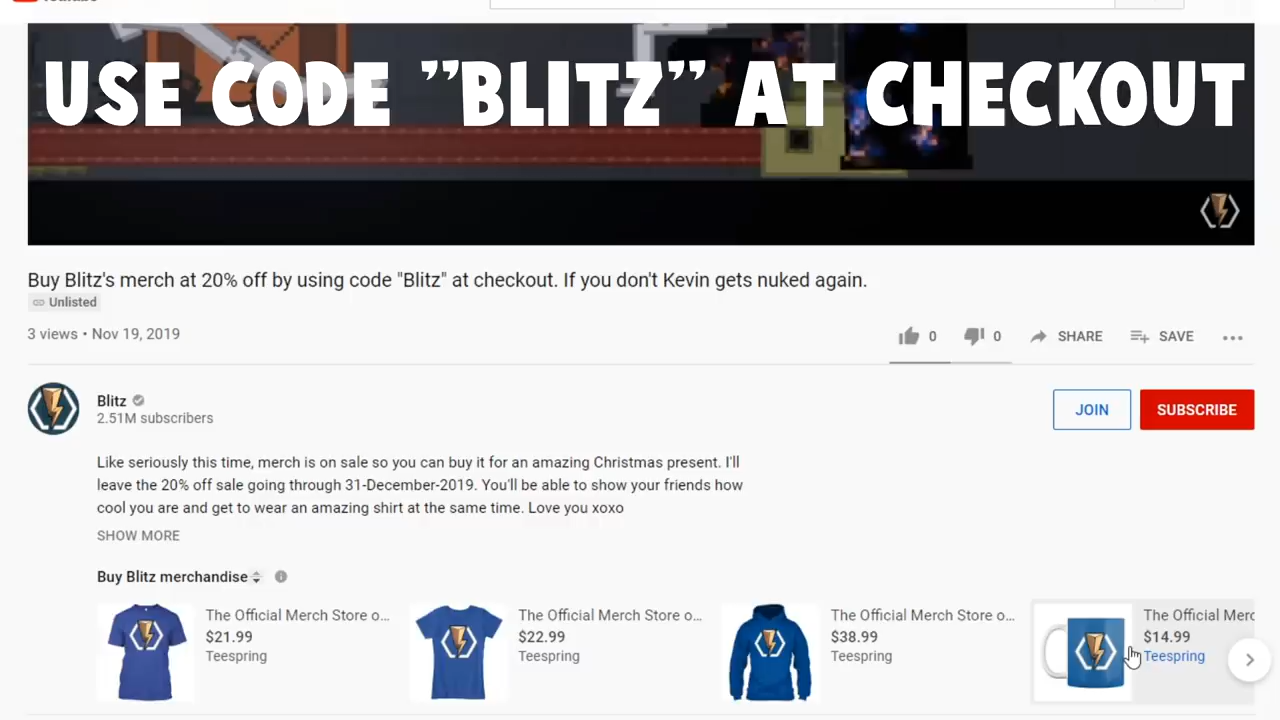 USE CODE "BLITZ" AT CHECKOUT
Buy Blitz's merch at 20% off by using code "Blitz" at checkout. If you don't Kevin gets nuked again.
Unlisted
3 views • Nov 19, 2019
0 0 SHARE SAVE
Blitz
2.51M subscribers
JOIN SUBSCRIBE
Like seriously this time, merch is on sale so you can buy it for an amazing Christmas present. I'll
leave the 20% off sale going through 31-December-2019. You'll be able to show your friends how
cool you are and get to wear an amazing shirt at the same time. Love you xoxo
SHOW MORE
Buy Blitz merchandise
The Official Merch Store o...
$21.99
Teespring
The Official Merch Store o...
$22.99
Teespring
The Official Merch Store o...
$38.99
Teespring
The Official Merc
$14.99
Teespring